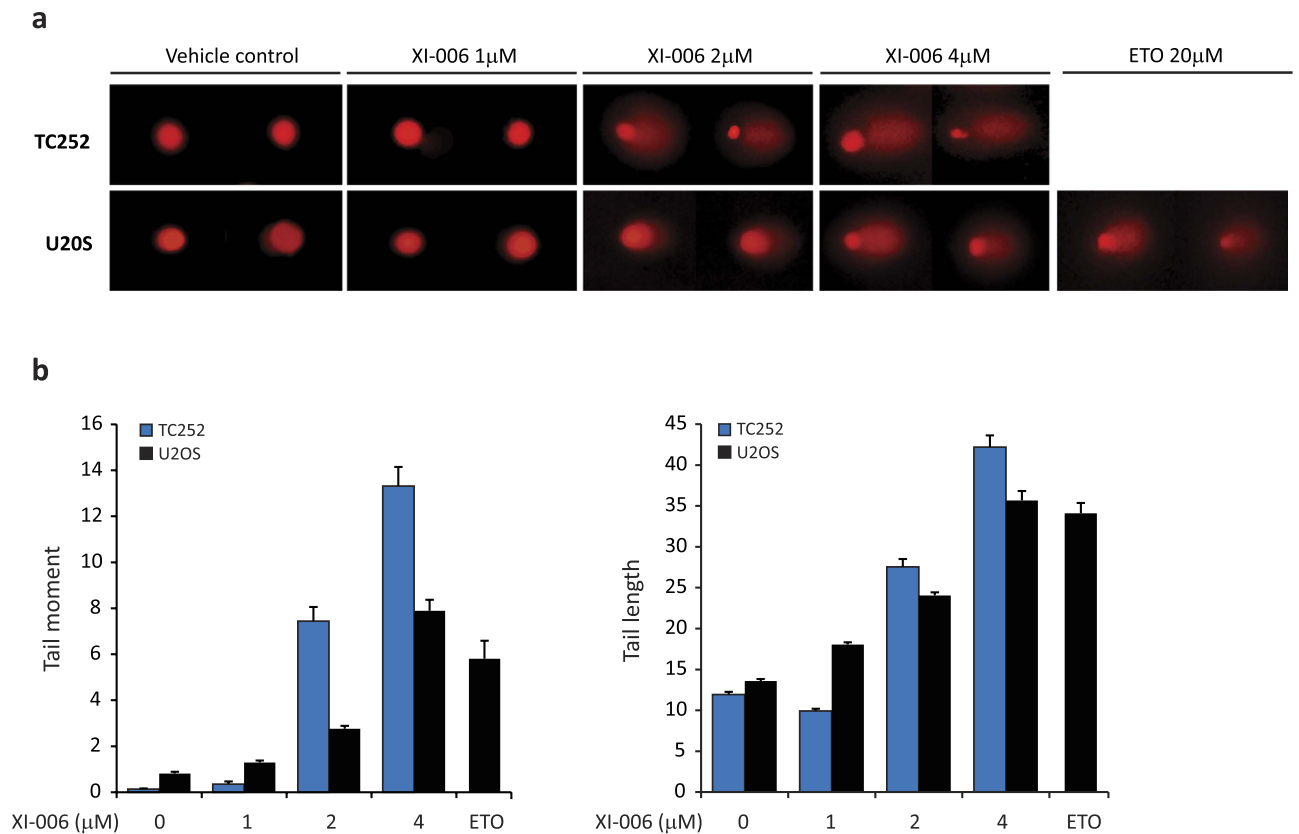 a
Vehicle control XI-006 1μM XI-006 2μM XI-006 4μM ETO 20μM
TC252
U20S
b
16
14
12
10
8
6
4
2
0
Tail moment
TC252
U2OS
XI-006 (μM) 0 1 2 4 ETO
45
40
35
30
25
20
15
10
5
0
Tail length
TC252
U2OS
XI-006 (μM) 0 1 2 4 ETO